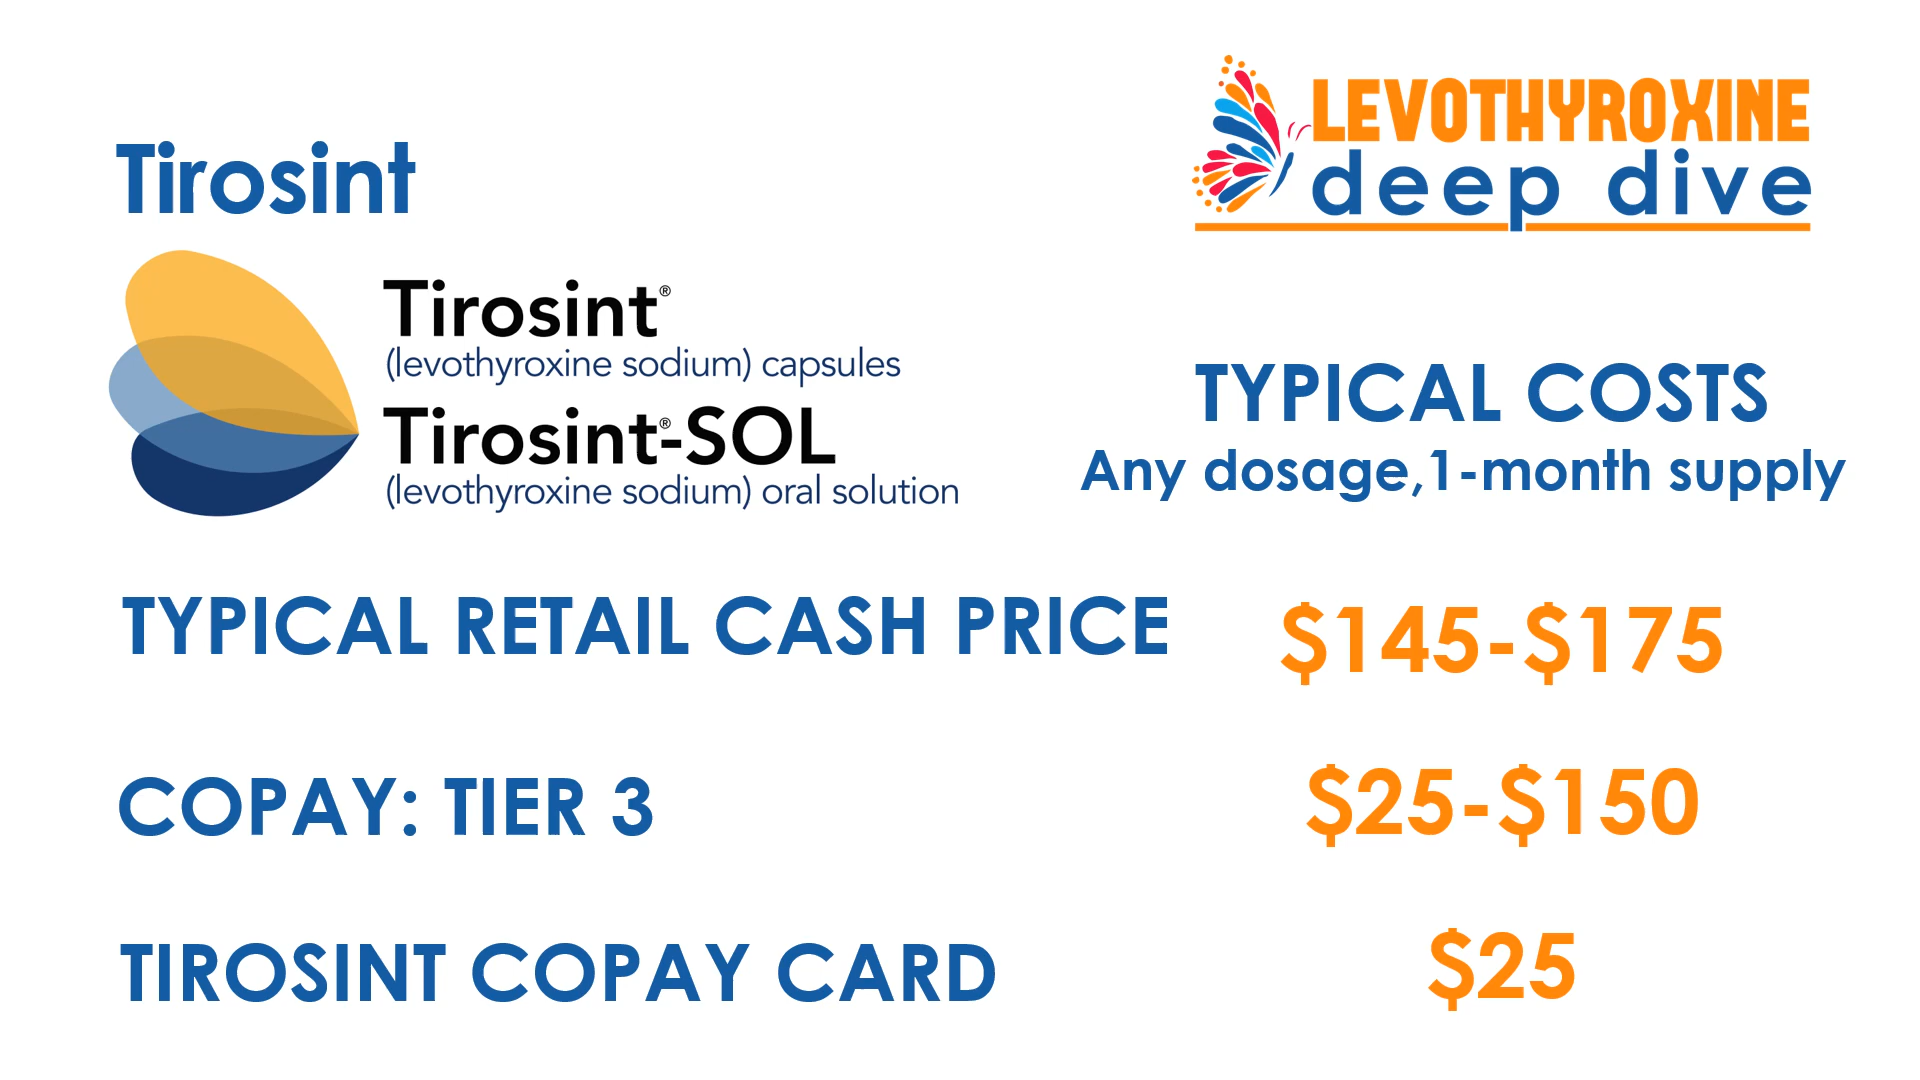 Tirosint
LEVOTHYROXINE
deep dive
Tirosint®
(levothyroxine sodium) capsules
Tirosint®-SOL
(levothyroxine sodium) oral solution
TYPICAL COSTS
Any dosage,1-month supply
TYPICAL RETAIL CASH PRICE $145-$175
COPAY: TIER 3 $25-$150
TIROSINT COPAY CARD $25